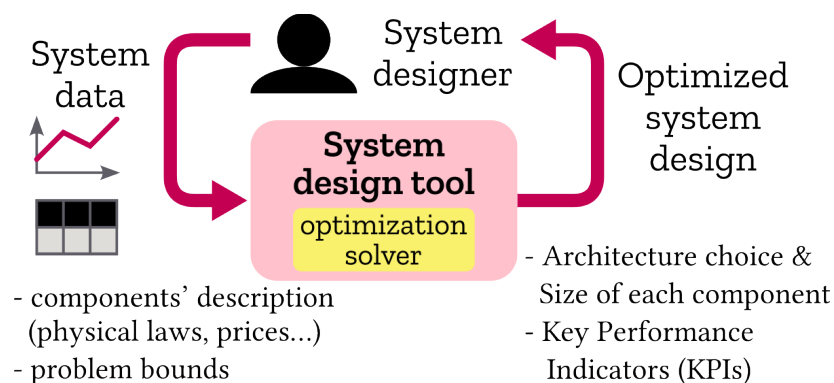 System
data
System
designer
Optimized
system
design
System
design tool
optimization
solver
- components’ description
(physical laws, prices...)
- problem bounds
- Architecture choice &
Size of each component
- Key Performance
Indicators (KPIs)